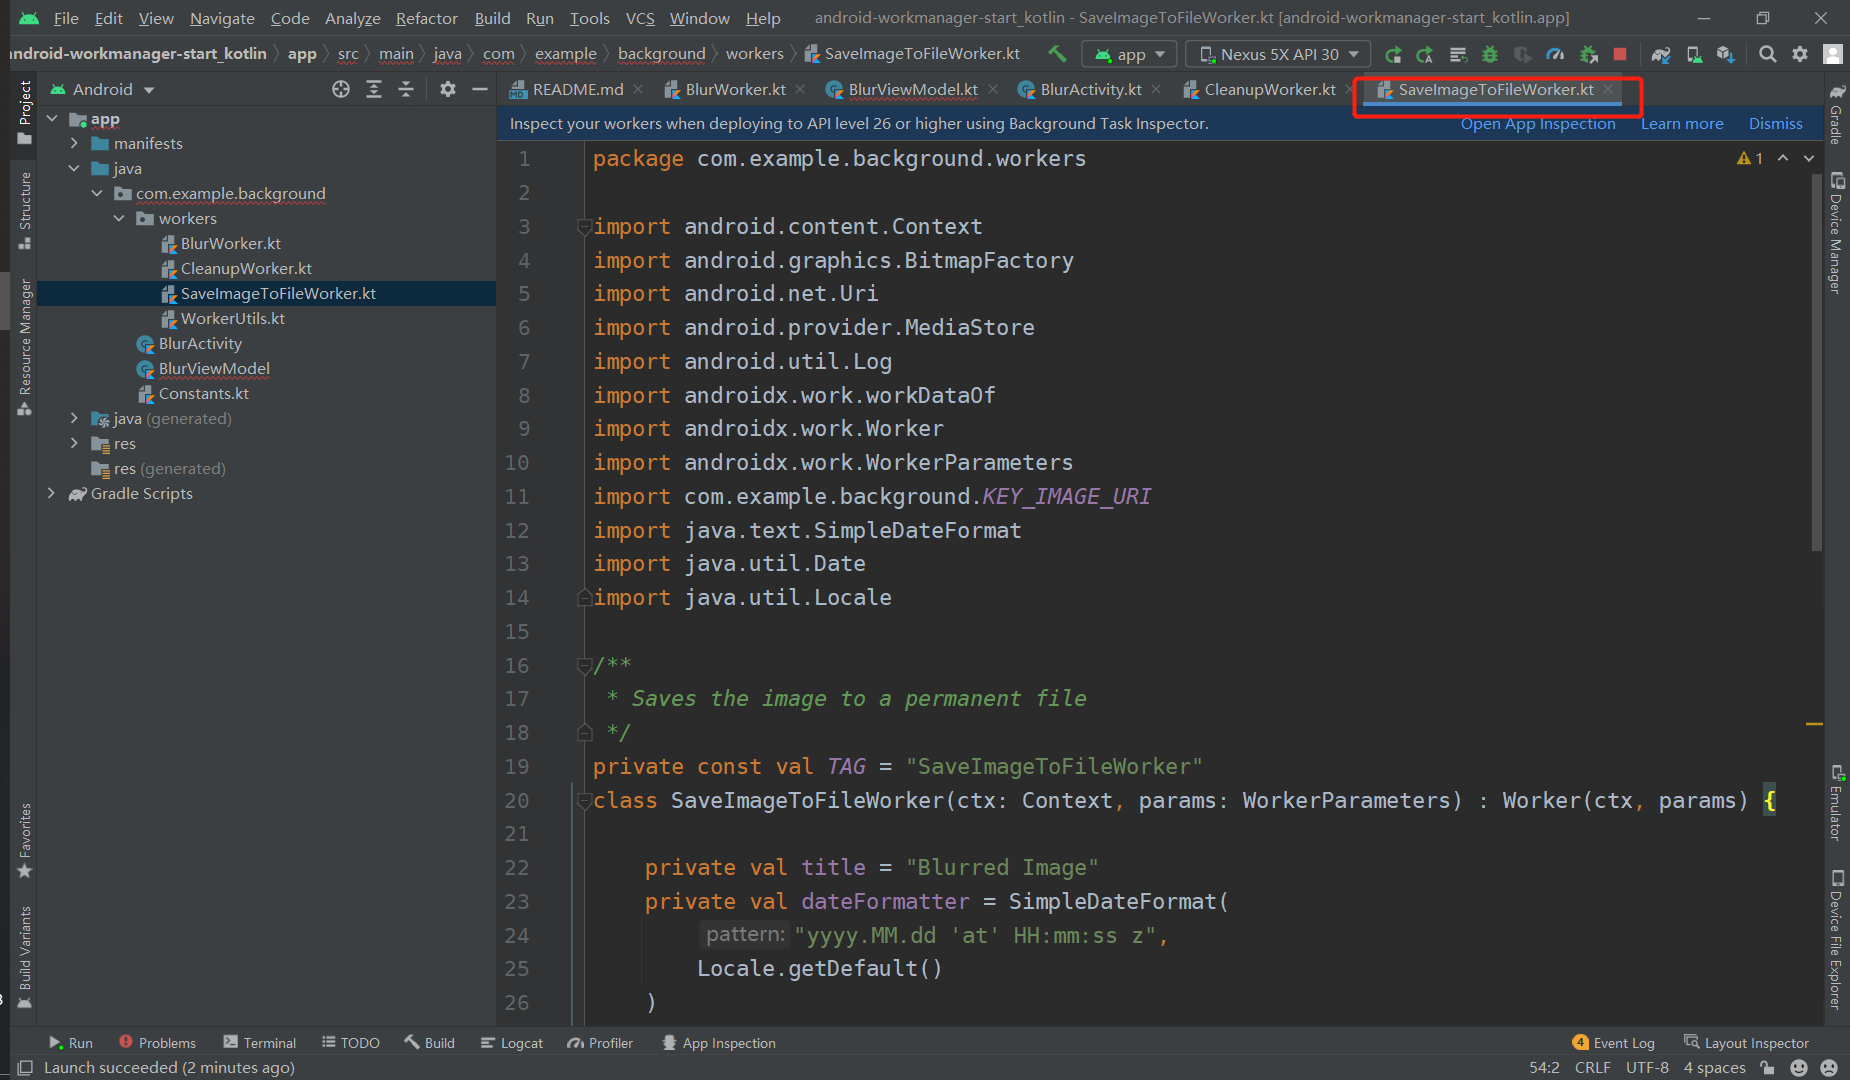 File Edit View Navigate Code Analyze Refactor Build Run Tools VCS Window Help android-workmanager-start_kotlin - SaveImageToFileWorker.kt [android-workmanager-start_kotlin.app]
android-workmanager-start_kotlin app src main java com example background workers SaveImageToFileWorker.kt app Nexus 5X API 30
Android
README.md BlurWorker.kt BlurViewModel.kt BlurActivity.kt CleanupWorker.kt SaveImageToFileWorker.kt
Inspect your workers when deploying to API level 26 or higher using Background Task Inspector. Open App Inspection Learn more Dismiss
Project
Structure
Resource Manager
Favorites
Build Variants
app
manifests
java
com.example.background
workers
BlurWorker.kt
CleanupWorker.kt
SaveImageToFileWorker.kt
WorkerUtils.kt
BlurActivity
BlurViewModel
Constants.kt
java (generated)
res
res (generated)
Gradle Scripts
1 package com.example.background.workers
1
2
3 import android.content.Context
4 import android.graphics.BitmapFactory
5 import android.net.Uri
6 import android.provider.MediaStore
7 import android.util.Log
8 import androidx.work.workDataOf
9 import androidx.work.Worker
10 import androidx.work.WorkerParameters
11 import com.example.background.KEY_IMAGE_URI
12 import java.text.SimpleDateFormat
13 import java.util.Date
14 import java.util.Locale
15
16 /**
17 * Saves the image to a permanent file
18 */
19 private const val TAG = "SaveImageToFileWorker"
20 class SaveImageToFileWorker(ctx: Context, params: WorkerParameters) : Worker(ctx, params) {
21
22 private val title = "Blurred Image"
23 private val dateFormatter = SimpleDateFormat(
24 pattern: "yyyy.MM.dd 'at' HH:mm:ss z",
25 Locale.getDefault()
26 )
Gradle
Device Manager
Emulator
Device File Explorer
Run Problems Terminal TODO Build Logcat Profiler App Inspection 4 Event Log Layout Inspector
Launch succeeded (2 minutes ago) 54:2 CRLF UTF-8 4 spaces